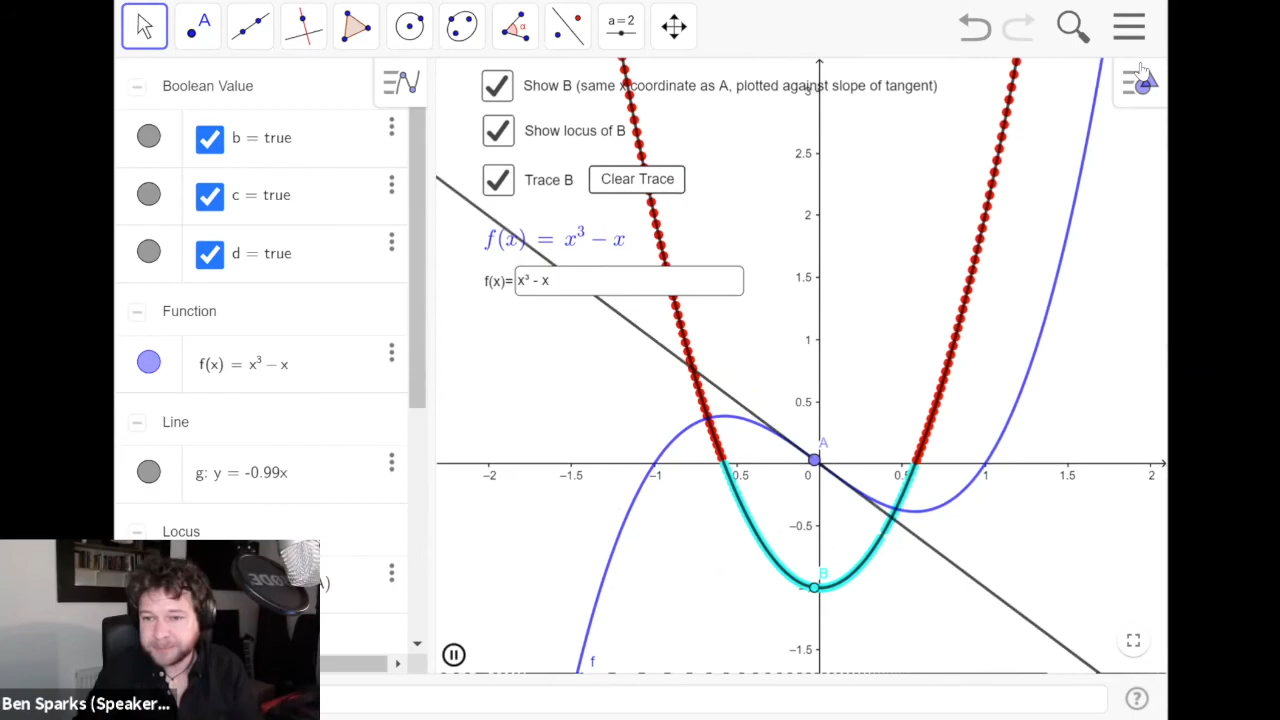 A
α
a = 2
Boolean Value
b = true
c = true
d = true
Function
f(x) = x³ − x
Line
g: y = -0.99x
Locus
A)
Show B (same x coordinate as A, plotted against slope of tangent)
Show locus of B
Trace B
Clear Trace
f(x) = x³ − x
f(x)= x³ - x
3
2.5
2
1.5
1
0.5
A
−2
−1.5
−1
0.5
0
0.5
1
1.5
2
−0.5
B
−1.5
f
CODE
Ben Sparks (Speaker...
?